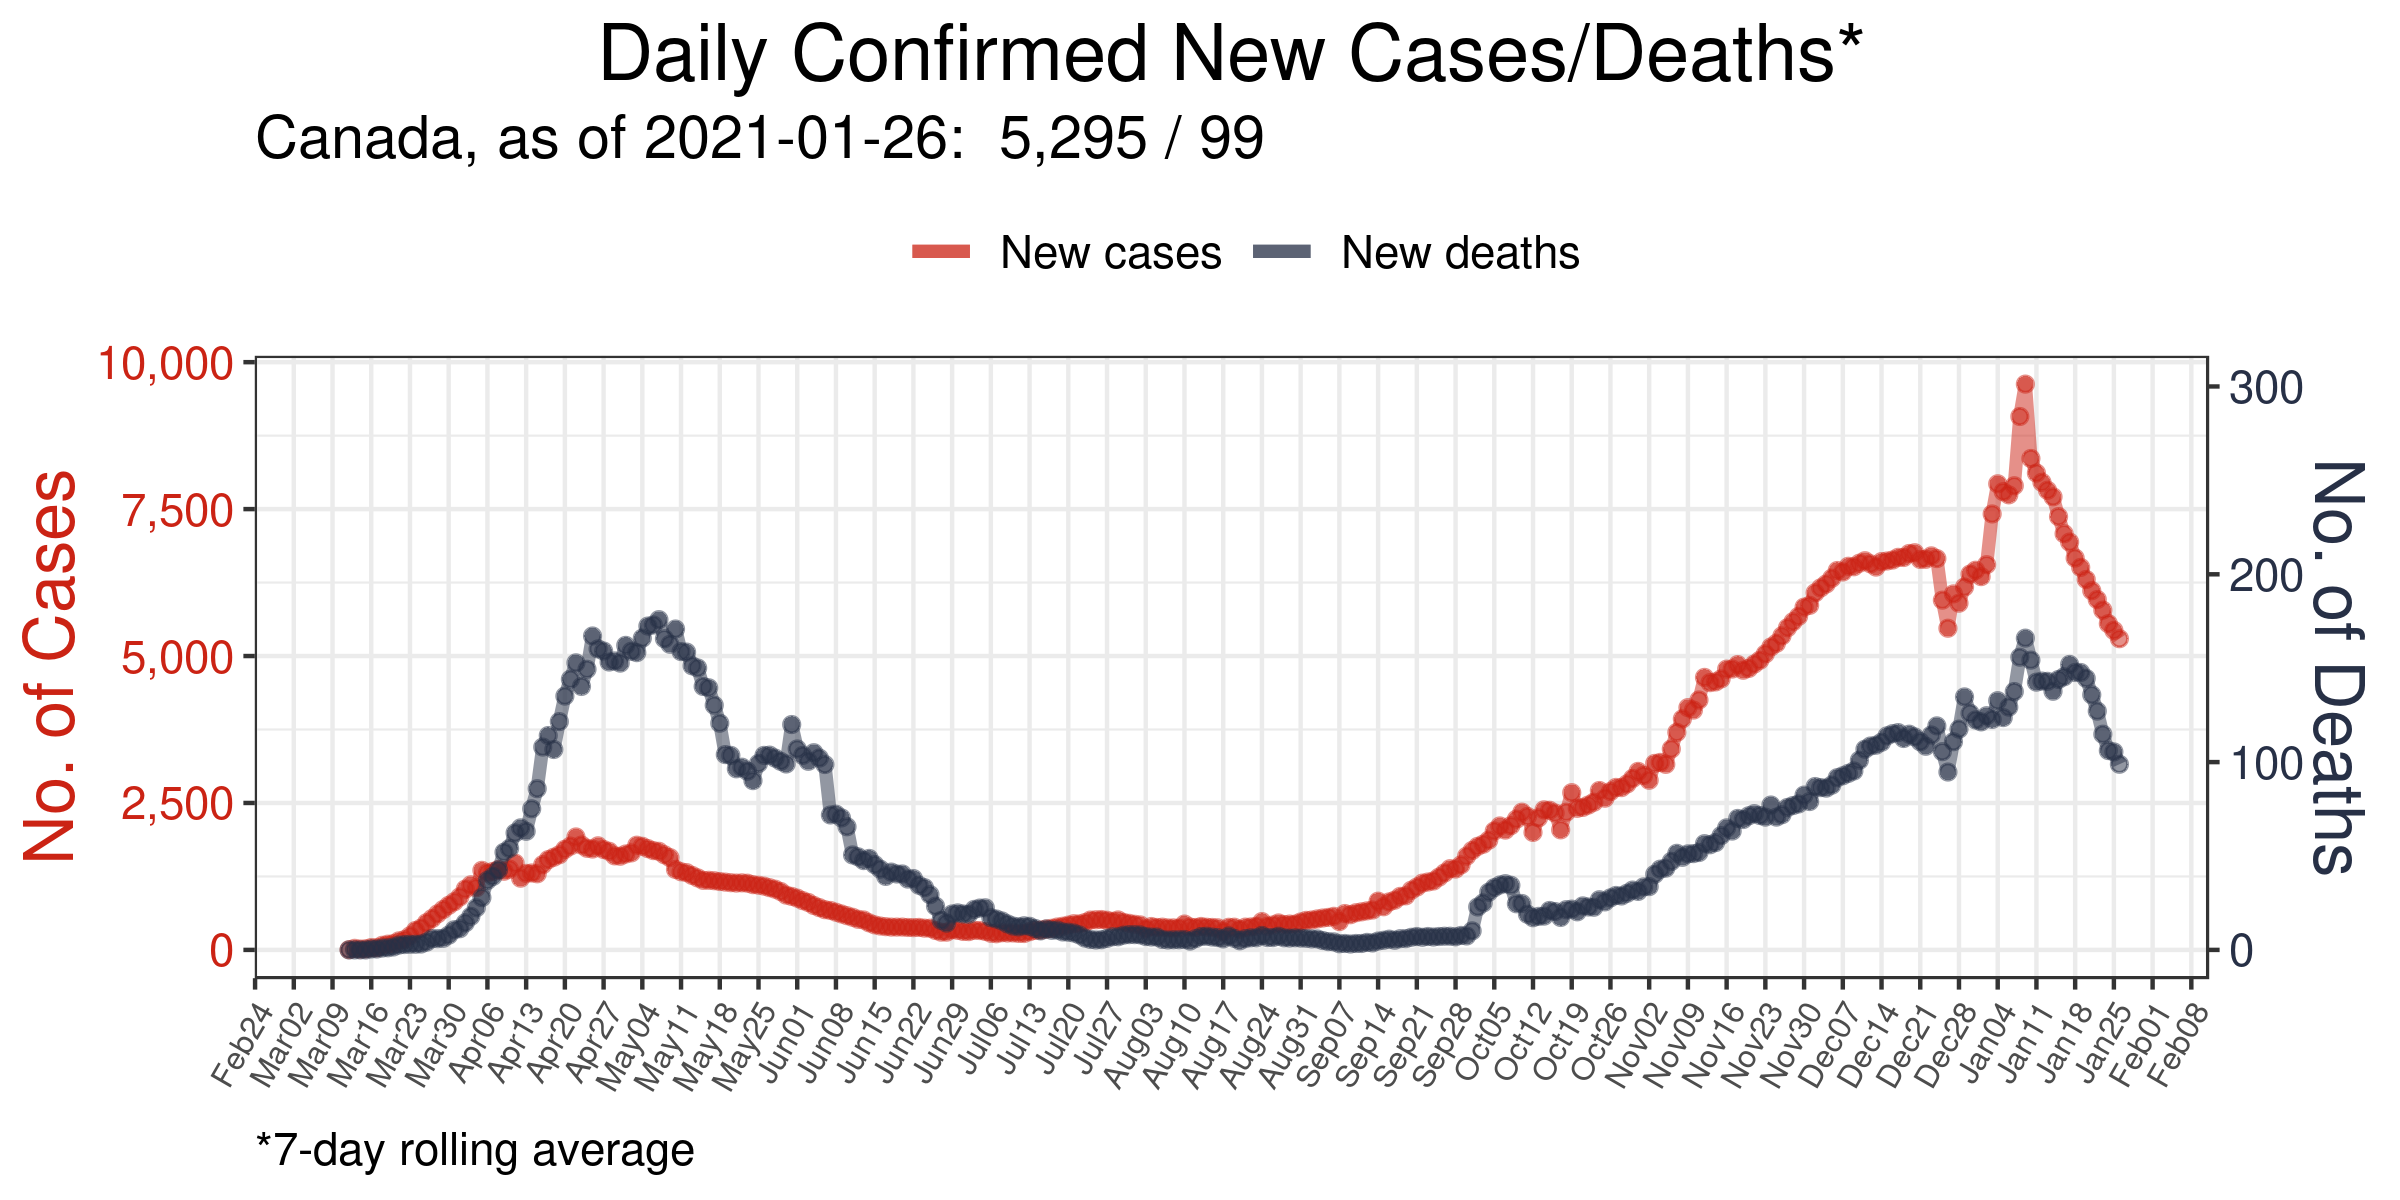 Daily Confirmed New Cases/Deaths*
Canada, as of 2021-01-26:  5,295 / 99
New cases
New deaths
No. of Cases
10,000
7,500
5,000
2,500
0
No. of Deaths
300
200
100
0
Feb24
Mar02
Mar09
Mar16
Mar23
Mar30
Apr06
Apr13
Apr20
Apr27
May04
May11
May18
May25
Jun01
Jun08
Jun15
Jun22
Jun29
Jul06
Jul13
Jul20
Jul27
Aug03
Aug10
Aug17
Aug24
Aug31
Sep07
Sep14
Sep21
Sep28
Oct05
Oct12
Oct19
Oct26
Nov02
Nov09
Nov16
Nov23
Nov30
Dec07
Dec14
Dec21
Dec28
Jan04
Jan11
Jan18
Jan25
Feb01
Feb08
*7-day rolling average